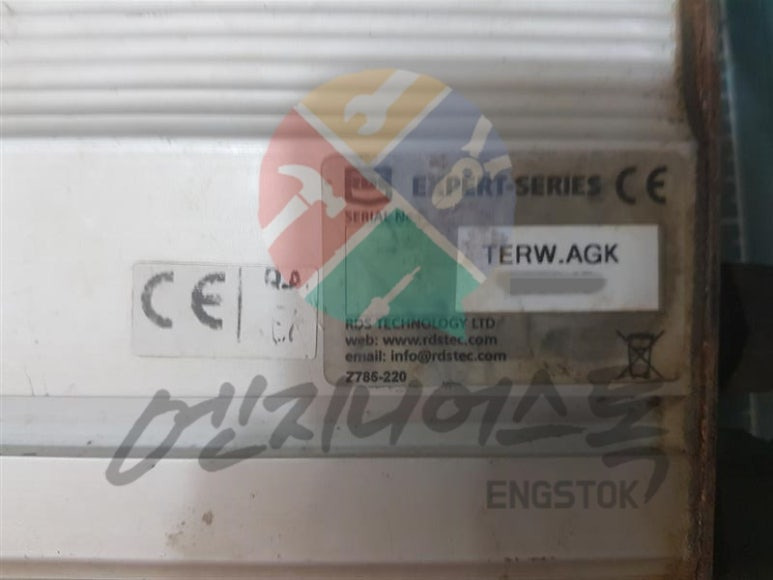 EXPERT-SERIES CE
SERIAL No.
TERW.AGK
CE
RDS TECHNOLOGY LTD
web: www.rdstec.com
email: info@rdstec.com
Z785-220
엔지니어스톡
ENGSTOK